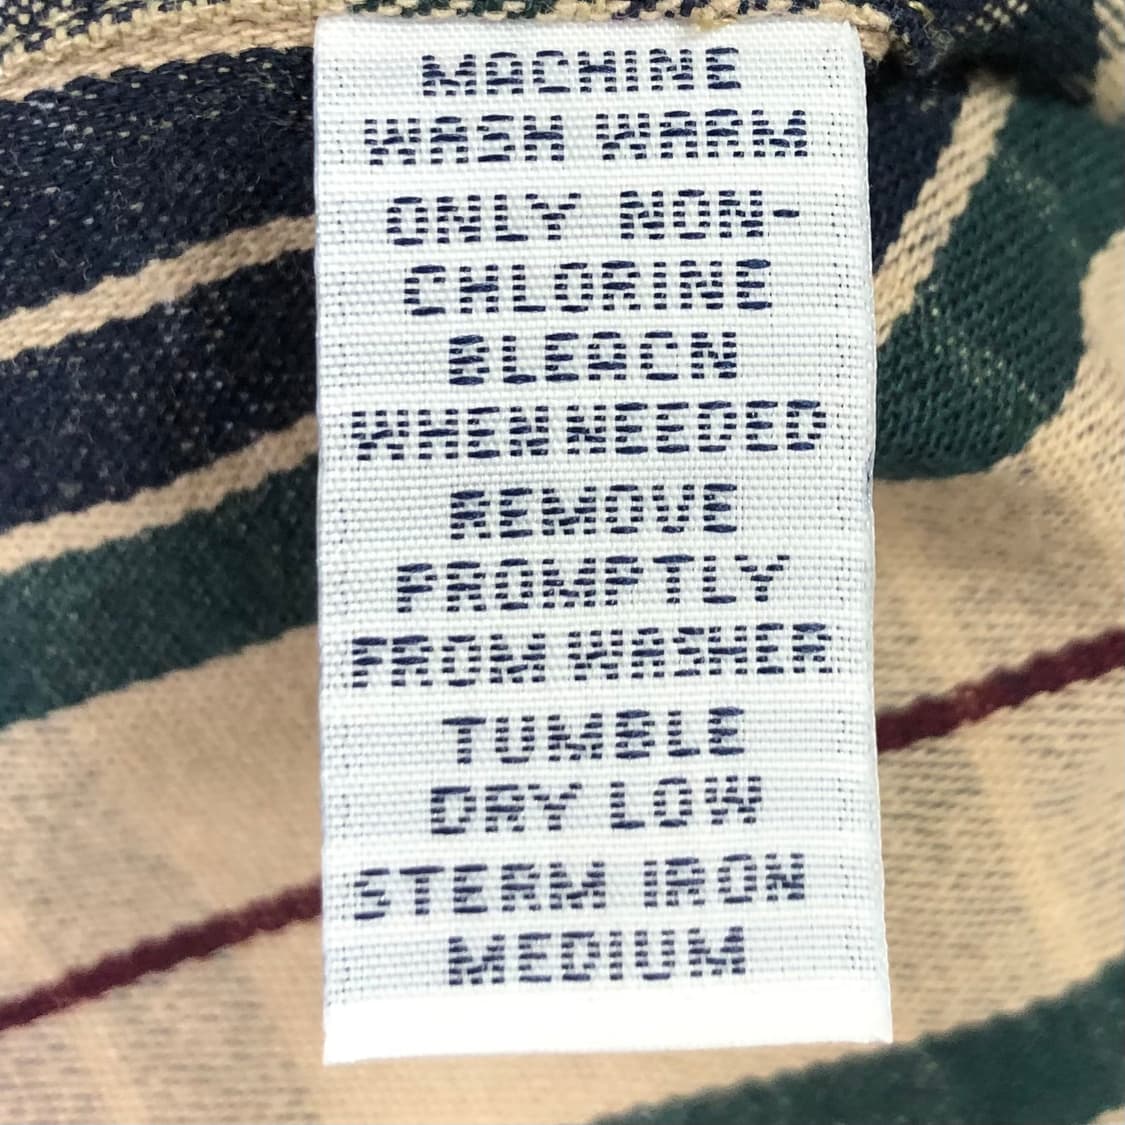 MACHINE
WASH WARM
ONLY NON-
CHLORINE
BLEACN
WHEN NEEDED
REMOVE
PROMPTLY
FROM WASHER
TUMBLE
DRY LOW
STERM IRON
MEDIUM